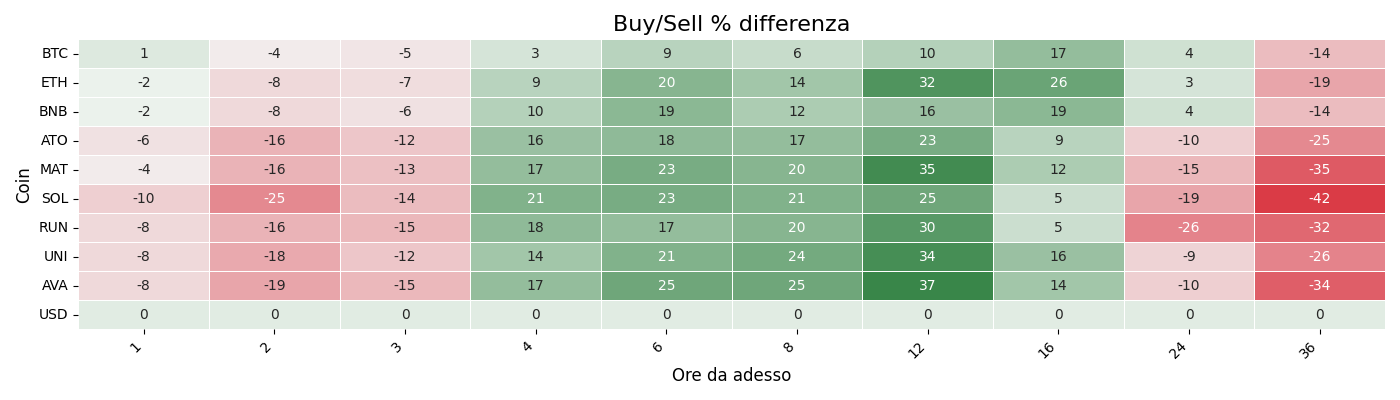 Buy/Sell % differenza
Coin
BTC 1 -4 -5 3 9 6 10 17 4 -14
ETH -2 -8 -7 9 20 14 32 26 3 -19
BNB -2 -8 -6 10 19 12 16 19 4 -14
ATO -6 -16 -12 16 18 17 23 9 -10 -25
MAT -4 -16 -13 17 23 20 35 12 -15 -35
SOL -10 -25 -14 21 23 21 25 5 -19 -42
RUN -8 -16 -15 18 17 20 30 5 -26 -32
UNI -8 -18 -12 14 21 24 34 16 -9 -26
AVA -8 -19 -15 17 25 25 37 14 -10 -34
USD 0 0 0 0 0 0 0 0 0 0
1 2 3 4 6 8 12 16 24 36
Ore da adesso